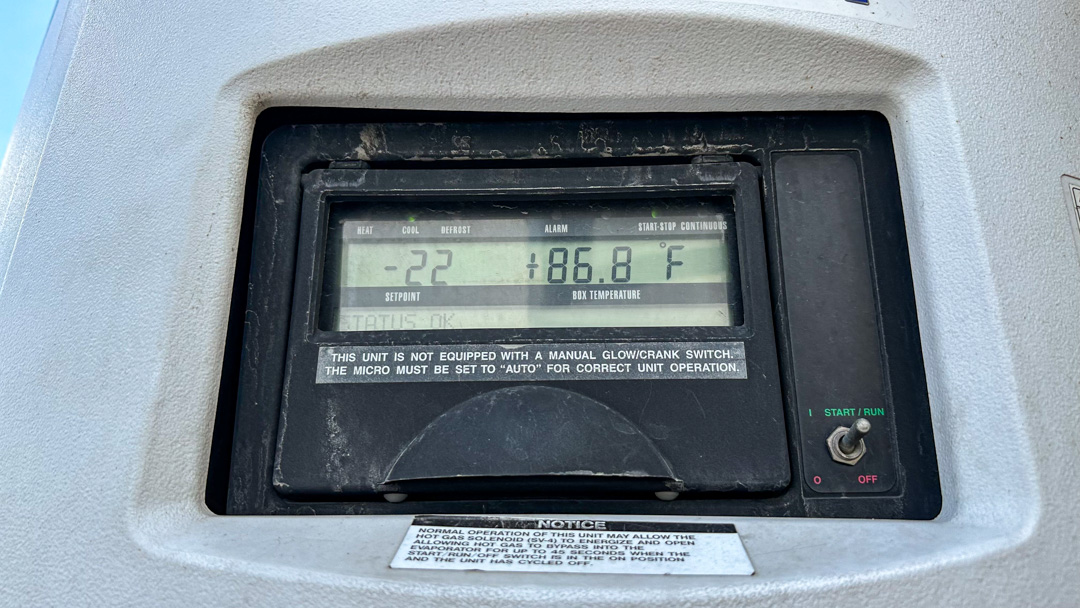 HEAT COOL DEFROST ALARM START-STOP CONTINUOUS
-22 +86.8 °F
SETPOINT BOX TEMPERATURE
STATUS OK
THIS UNIT IS NOT EQUIPPED WITH A MANUAL GLOW/CRANK SWITCH.
THE MICRO MUST BE SET TO "AUTO" FOR CORRECT UNIT OPERATION.
I START / RUN
O OFF
NOTICE
NORMAL OPERATION OF THIS UNIT MAY ALLOW THE
HOT GAS SOLENOID (SV-4) TO ENERGIZE AND OPEN
ALLOWING HOT GAS TO BYPASS INTO THE
EVAPORATOR FOR UP TO 45 SECONDS WHEN THE
START/RUN/OFF SWITCH IS IN THE ON POSITION
AND THE UNIT HAS CYCLED OFF.